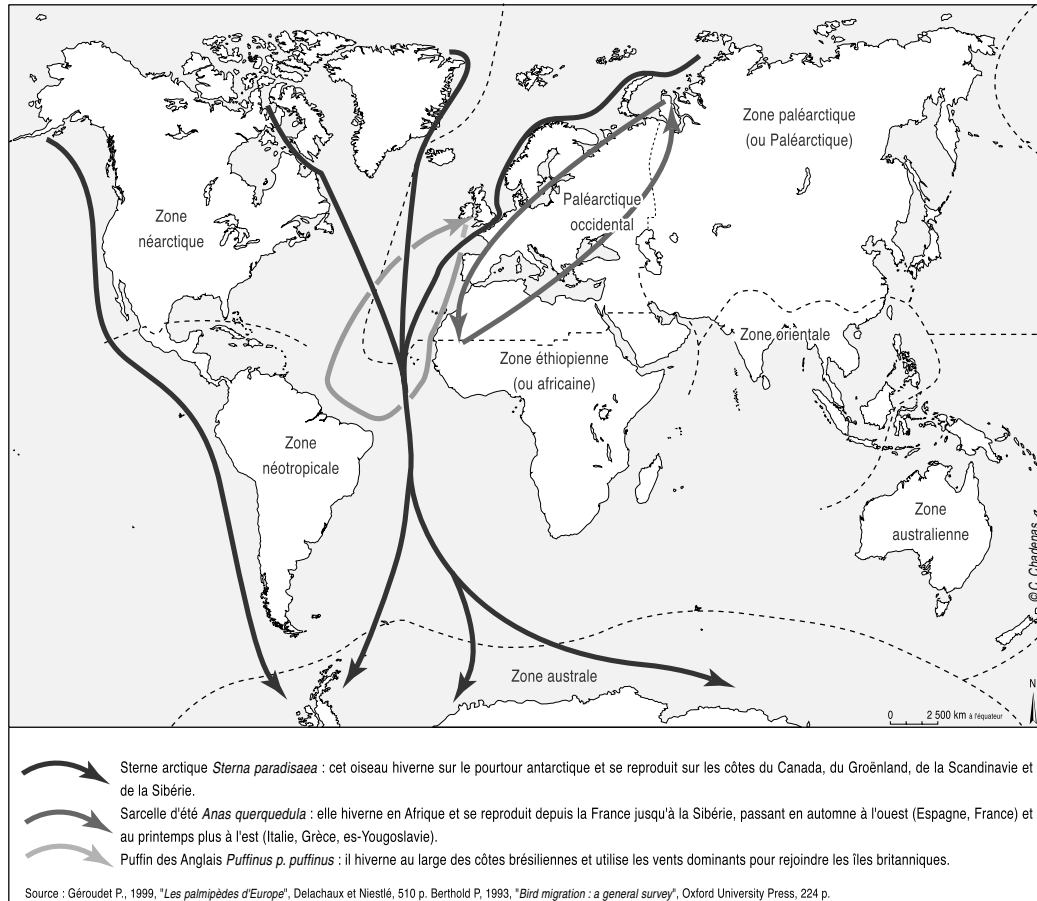 Zone paléarctique
(ou Paléarctique)
Paléarctique
occidental
Zone
néarctique
Zone orientale
Zone éthiopienne
(ou africaine)
Zone
néotropicale
Zone
australienne
© C. Chadenas
Zone australe
N
0 2 500 km à l'équateur
Sterne arctique Sterna paradisaea : cet oiseau hiverne sur le pourtour antarctique et se reproduit sur les côtes du Canada, du Groënland, de la Scandinavie et
de la Sibérie.
Sarcelle d'été Anas querquedula : elle hiverne en Afrique et se reproduit depuis la France jusqu'à la Sibérie, passant en automne à l'ouest (Espagne, France) et
au printemps plus à l'est (Italie, Grèce, es-Yougoslavie).
Puffin des Anglais Puffinus p. puffinus : il hiverne au large des côtes brésiliennes et utilise les vents dominants pour rejoindre les îles britanniques.
Source : Géroudet P., 1999, "Les palmipèdes d'Europe", Delachaux et Niestlé, 510 p. Berthold P, 1993, "Bird migration : a general survey", Oxford University Press, 224 p.